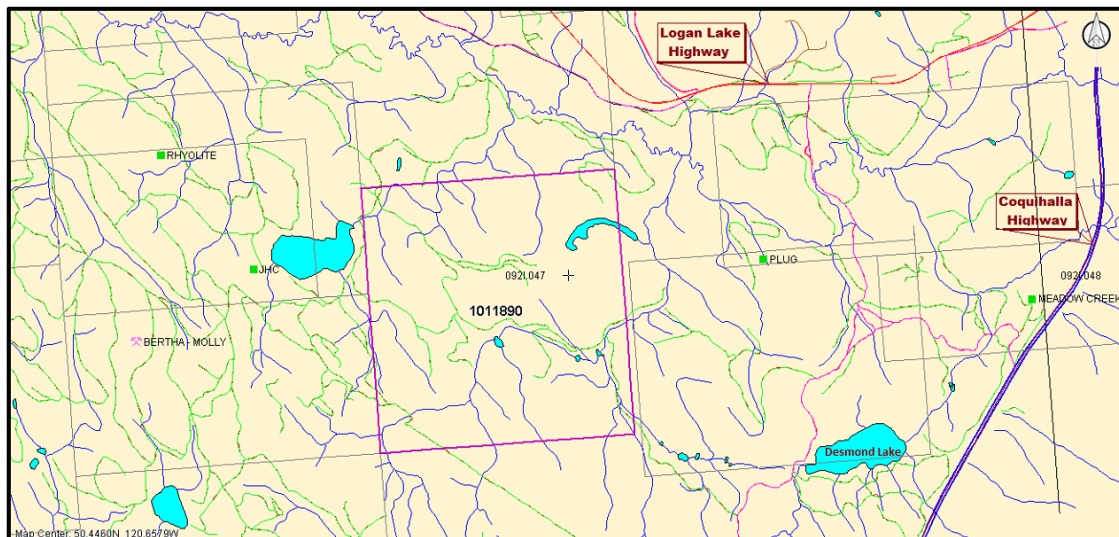 Logan Lake
Highway
RHYOLITE
Coquihalla
Highway
JHC
PLUG
092I.047
092I.048
MEADOW CREEK
1011890
BERTHA - MOLLY
Desmond Lake
Map Center: 50.4460N 120.6579W